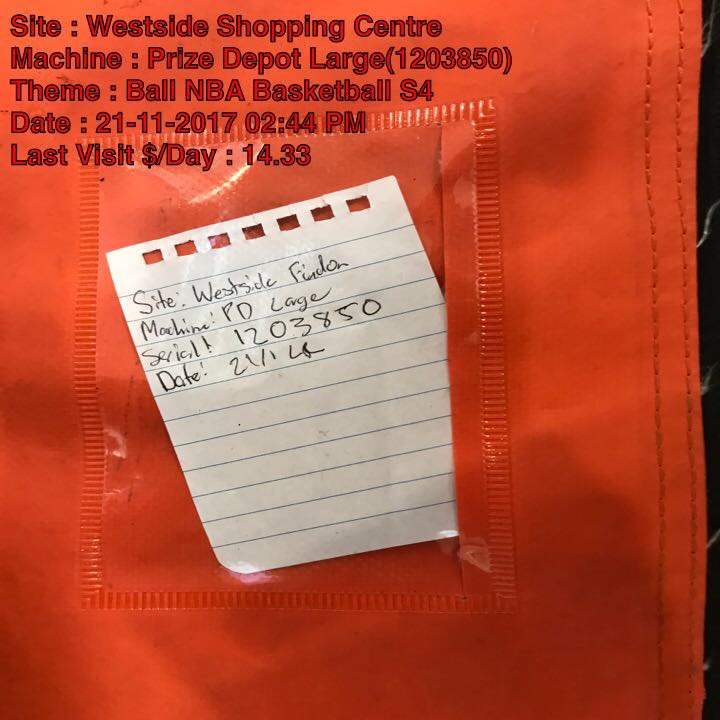 Site : Westside Shopping Centre
Machine : Prize Depot Large(1203850)
Theme : Ball NBA Basketball S4
Date : 21-11-2017 02:44 PM
Last Visit $/Day : 14.33
Site: Westside Findon
Machine: PD Large
Serial: 1203850
Date: